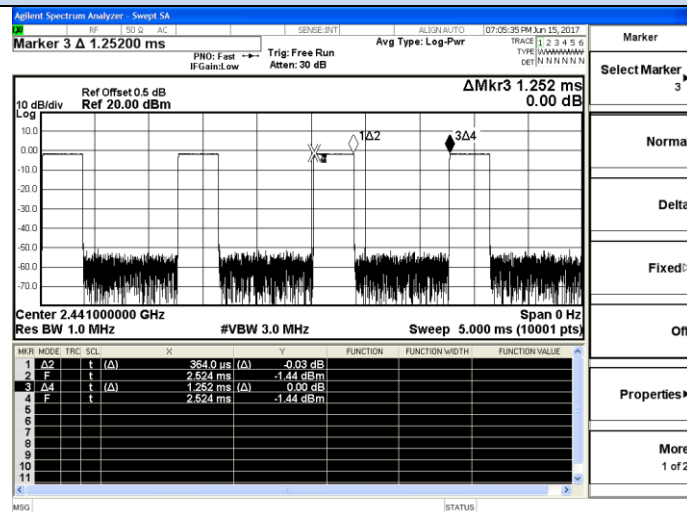 Agilent Spectrum Analyzer - Swept SA
RF 50 Ω AC SENSE:INT ALIGN AUTO 07:05:35 PM Jun 15, 2017
Marker 3 Δ 1.25200 ms
PNO: Fast
IFGain:Low
Trig: Free Run
Atten: 30 dB
Avg Type: Log-Pwr
TRACE 1 2 3 4 5 6
TYPE
DET N N N N N N
Ref Offset 0.5 dB
10 dB/div Ref 20.00 dBm
Log
ΔMkr3 1.252 ms
0.00 dB
10.0
0.00
-10.0
-20.0
-30.0
-40.0
-50.0
-60.0
-70.0
1Δ2
3Δ4
Center 2.441000000 GHz Span 0 Hz
Res BW 1.0 MHz #VBW 3.0 MHz Sweep 5.000 ms (10001 pts)
MKR MODE TRC SCL X Y FUNCTION FUNCTION WIDTH FUNCTION VALUE
1 Δ2 t (Δ) 364.0 us (Δ) -0.03 dB
2 F t 2.524 ms -1.44 dBm
3 Δ4 t (Δ) 1.252 ms (Δ) 0.00 dB
4 F t 2.524 ms -1.44 dBm
5
6
7
8
9
10
11
MSG STATUS
Marker
Select Marker
3
Norma
Delta
Fixed
Of
Properties
More
1 of 2